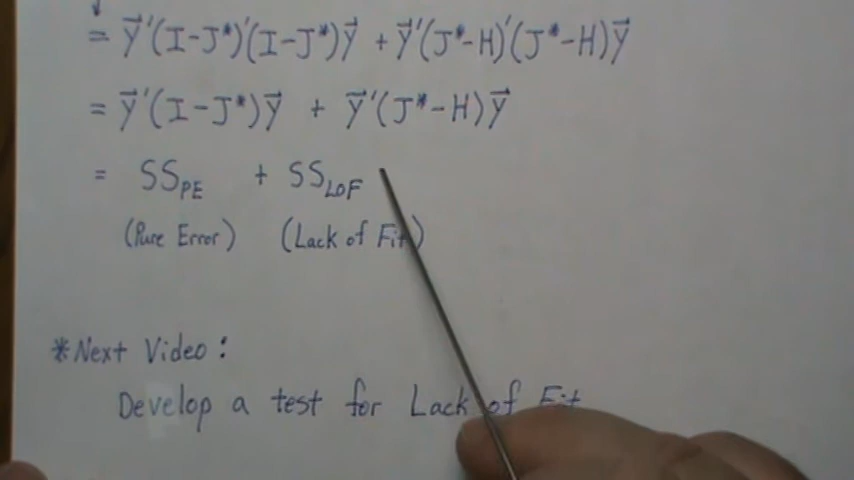 = y⃗'(I-J*)'(I-J*)y⃗ + y⃗'(J*-H)'(J*-H)y⃗
= y⃗'(I-J*)y⃗ + y⃗'(J*-H)y⃗
= SS_PE + SS_LOF
(Pure Error) (Lack of Fit)
*Next Video:
Develop a test for Lack of Fit